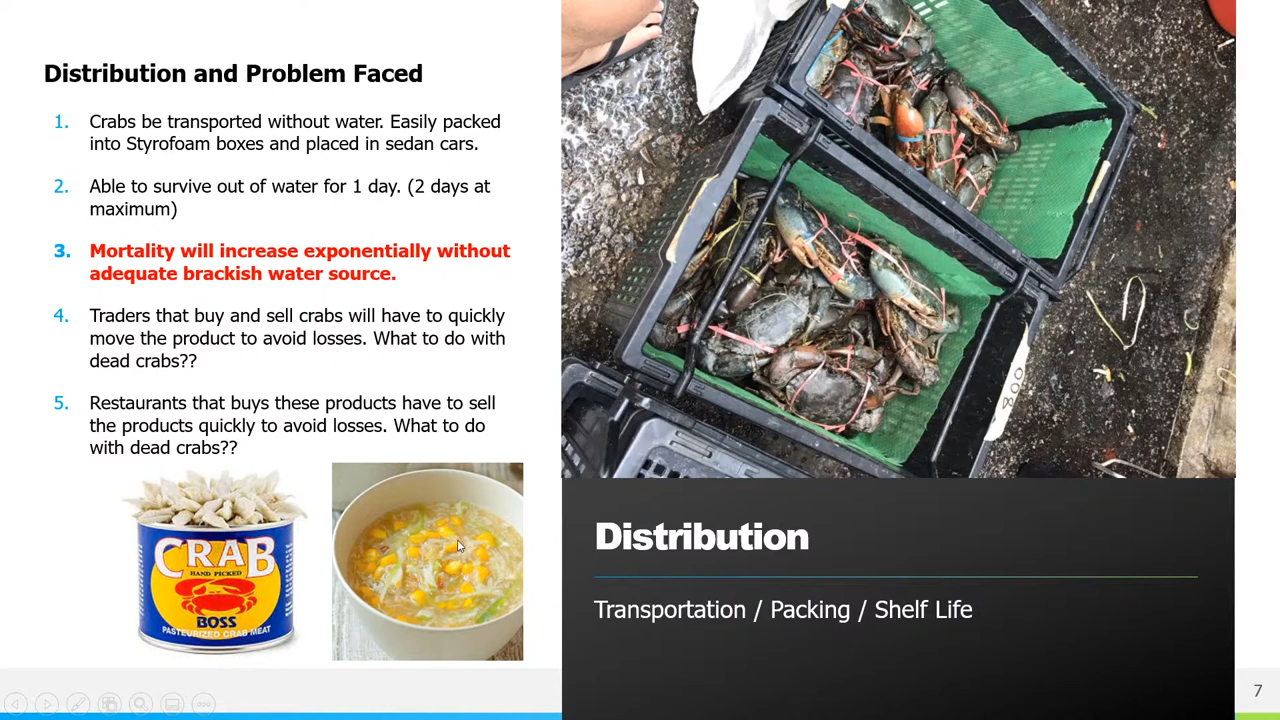 Distribution and Problem Faced
1. Crabs be transported without water. Easily packed
into Styrofoam boxes and placed in sedan cars.
2. Able to survive out of water for 1 day. (2 days at
maximum)
3. Mortality will increase exponentially without
adequate brackish water source.
4. Traders that buy and sell crabs will have to quickly
move the product to avoid losses. What to do with
dead crabs??
5. Restaurants that buys these products have to sell
the products quickly to avoid losses. What to do
with dead crabs??
CRAB
HAND PICKED
BOSS
PASTEURIZED CRAB MEAT
Distribution
Transportation / Packing / Shelf Life
7